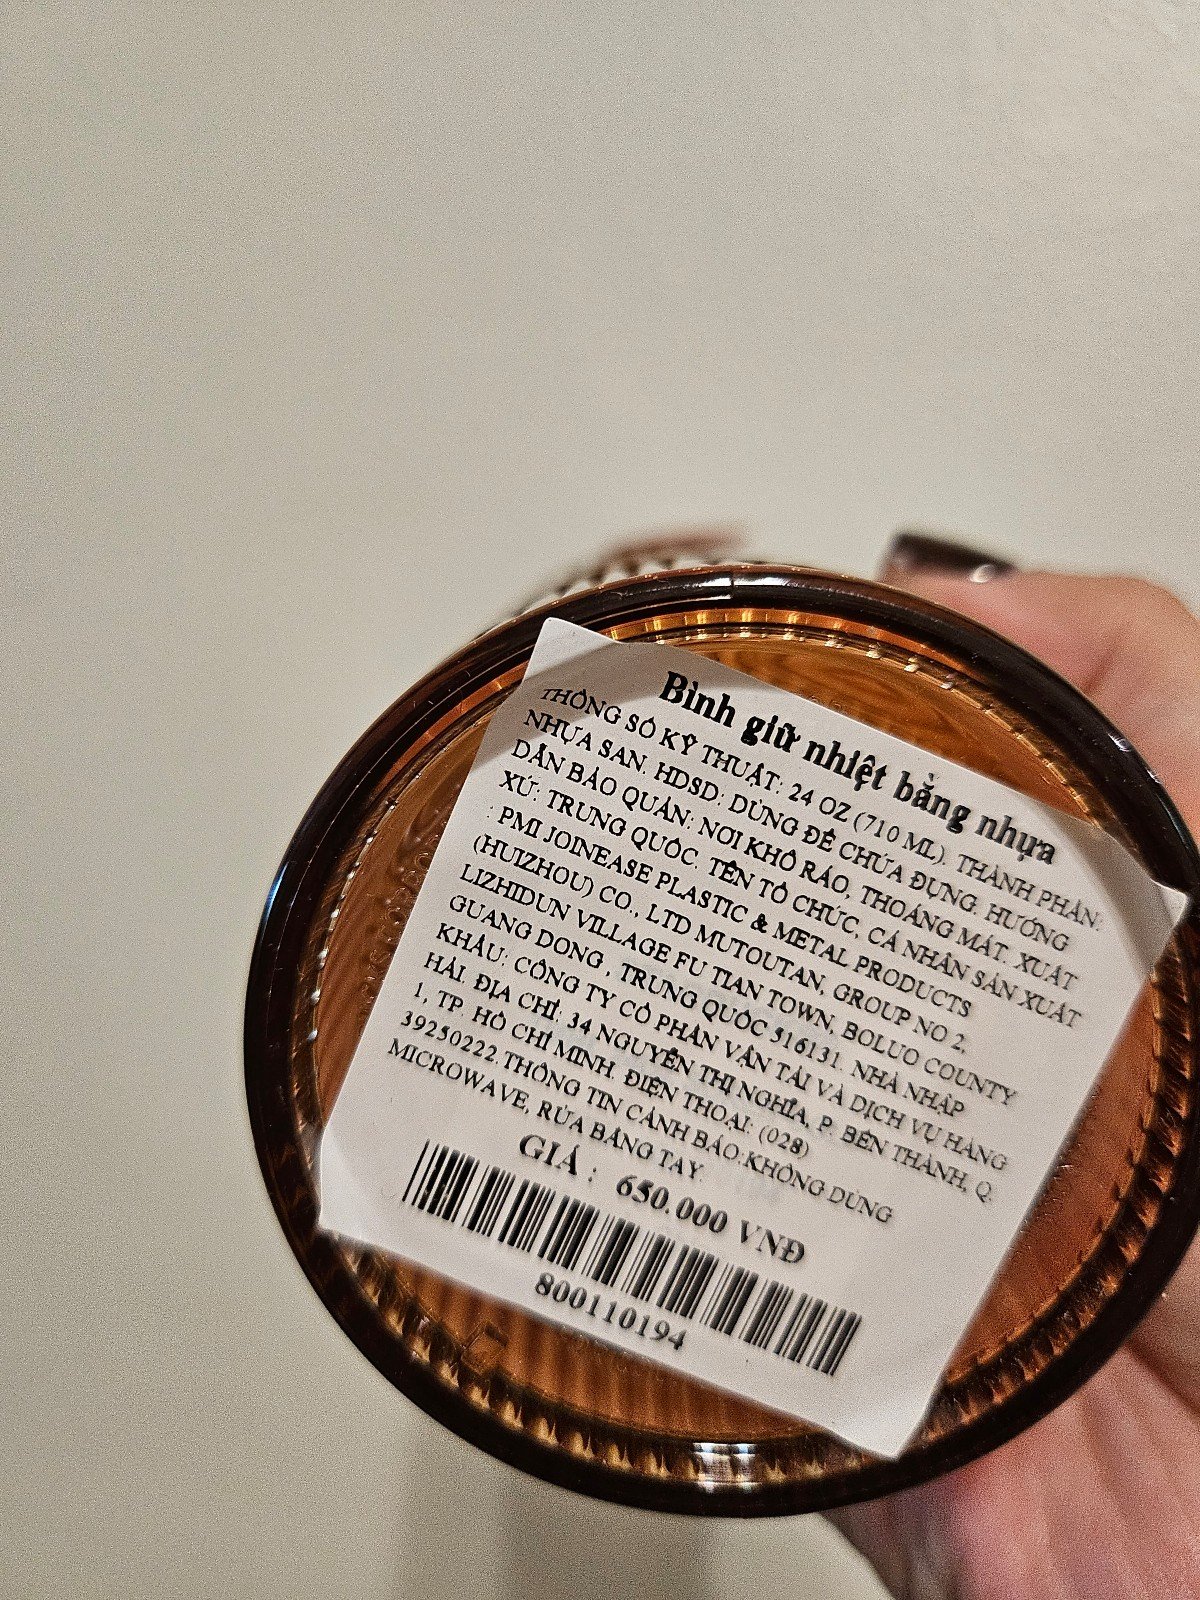 Bình giữ nhiệt bằng nhựa
THÔNG SỐ KỸ THUẬT: 24 OZ (710 ML). THÀNH PHẦN:
NHỰA SAN. HDSD: DÙNG ĐỂ CHỨA ĐỰNG. HƯỚNG
DẪN BẢO QUẢN: NƠI KHÔ RÁO, THOÁNG MÁT. XUẤT
XỨ: TRUNG QUỐC. TÊN TỔ CHỨC, CÁ NHÂN SẢN XUẤT
: PMI JOINEASE PLASTIC & METAL PRODUCTS
(HUIZHOU) CO., LTD MUTOUTAN, GROUP NO 2,
LIZHIDUN VILLAGE FU TIAN TOWN, BOLUO COUNTY
GUANG DONG , TRUNG QUỐC 516131. NHÀ NHẬP
KHẨU: CÔNG TY CỔ PHẦN VẬN TẢI VÀ DỊCH VỤ HÀNG
HẢI. ĐỊA CHỈ: 34 NGUYỄN THỊ NGHĨA, P. BẾN THÀNH, Q.
1, TP. HỒ CHÍ MINH. ĐIỆN THOẠI: (028)
39250222.THÔNG TIN CẢNH BÁO:KHÔNG DÙNG
MICROWAVE, RỬA BẰNG TAY.
GIÁ : 650.000 VNĐ
800110194